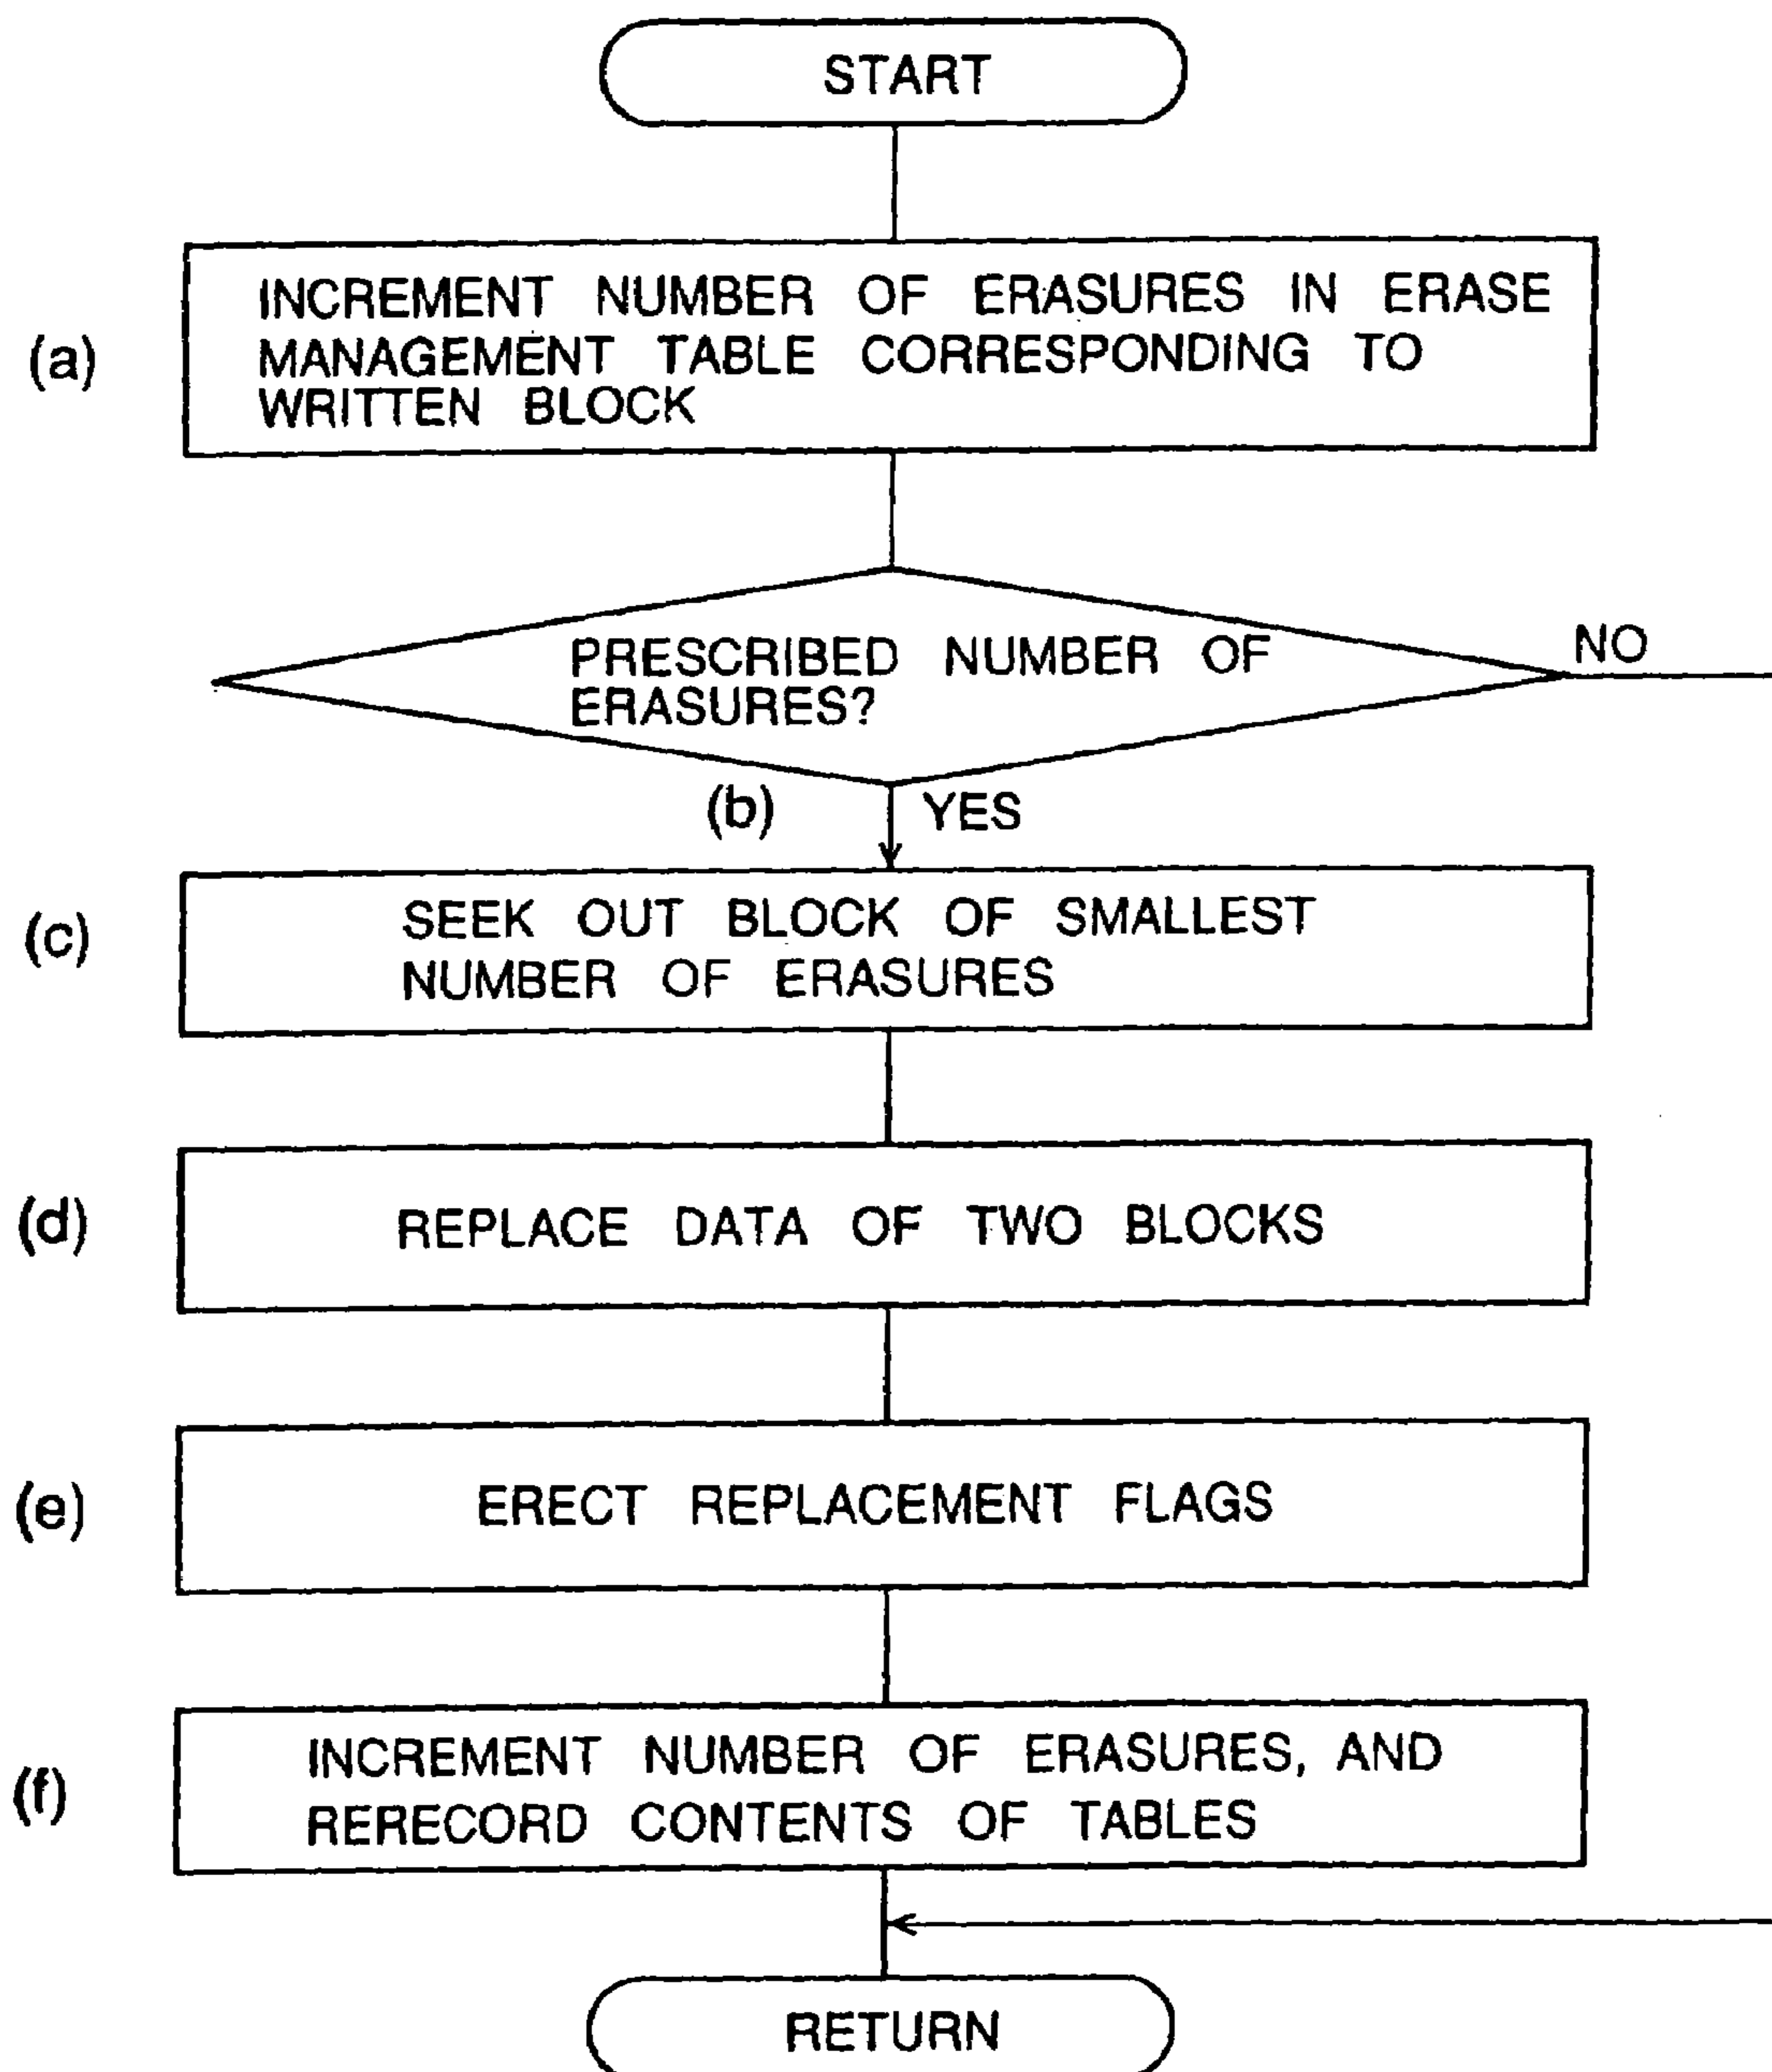 START
(a)
INCREMENT NUMBER OF ERASURES IN ERASE
MANAGEMENT TABLE CORRESPONDING TO
WRITTEN BLOCK
PRESCRIBED NUMBER OF
ERASURES?
NO
(b)
YES
(c)
SEEK OUT BLOCK OF SMALLEST
NUMBER OF ERASURES
(d)
REPLACE DATA OF TWO BLOCKS
(e)
ERECT REPLACEMENT FLAGS
(f)
INCREMENT NUMBER OF ERASURES, AND
RERECORD CONTENTS OF TABLES
RETURN